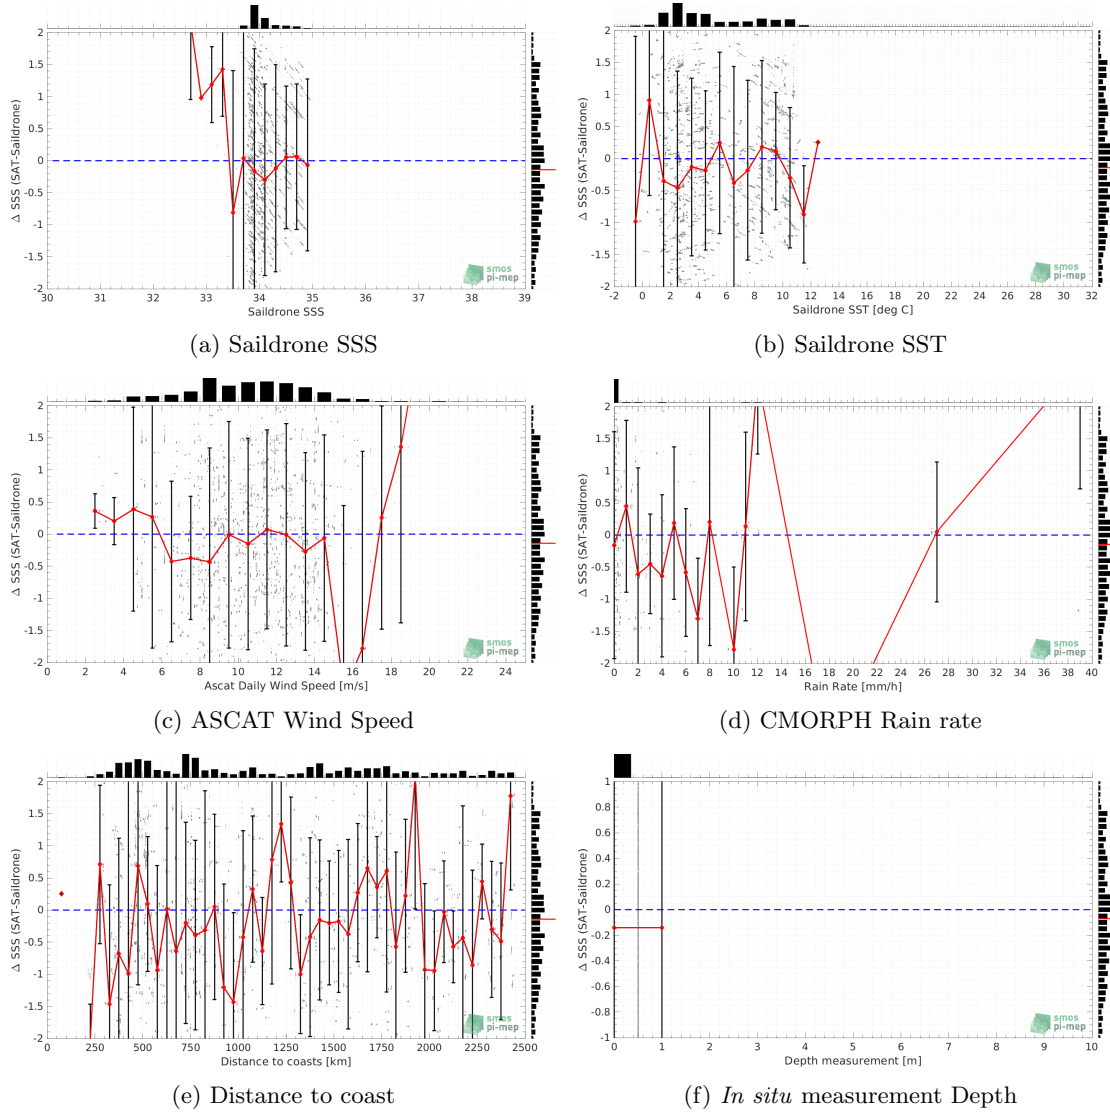 2
1.5
1
0.5
0
-0.5
-1
-1.5
-2
Δ SSS (SAT-Saildrone)
30 31 32 33 34 35 36 37 38 39
Saildrone SSS
smos
pi-mep
(a) Saildrone SSS
2
1.5
1
0.5
0
-0.5
-1
-1.5
-2
Δ SSS (SAT-Saildrone)
-2 0 2 4 6 8 10 12 14 16 18 20 22 24 26 28 30 32
Saildrone SST [deg C]
smos
pi-mep
(b) Saildrone SST
2
1.5
1
0.5
0
-0.5
-1
-1.5
-2
Δ SSS (SAT-Saildrone)
0 2 4 6 8 10 12 14 16 18 20 22 24
Ascat Daily Wind Speed [m/s]
smos
pi-mep
(c) ASCAT Wind Speed
2
1.5
1
0.5
0
-0.5
-1
-1.5
-2
Δ SSS (SAT-Saildrone)
0 2 4 6 8 10 12 14 16 18 20 22 24 26 28 30 32 34 36 38 40
Rain Rate [mm/h]
smos
pi-mep
(d) CMORPH Rain rate
2
1.5
1
0.5
0
-0.5
-1
-1.5
-2
Δ SSS (SAT-Saildrone)
0 250 500 750 1000 1250 1500 1750 2000 2250 2500
Distance to coasts [km]
smos
pi-mep
(e) Distance to coast
1
0.8
0.6
0.4
0.2
0
-0.2
-0.4
-0.6
-0.8
-1
Δ SSS (SAT-Saildrone)
0 1 2 3 4 5 6 7 8 9 10
Depth measurement [m]
smos
pi-mep
(f) In situ measurement Depth